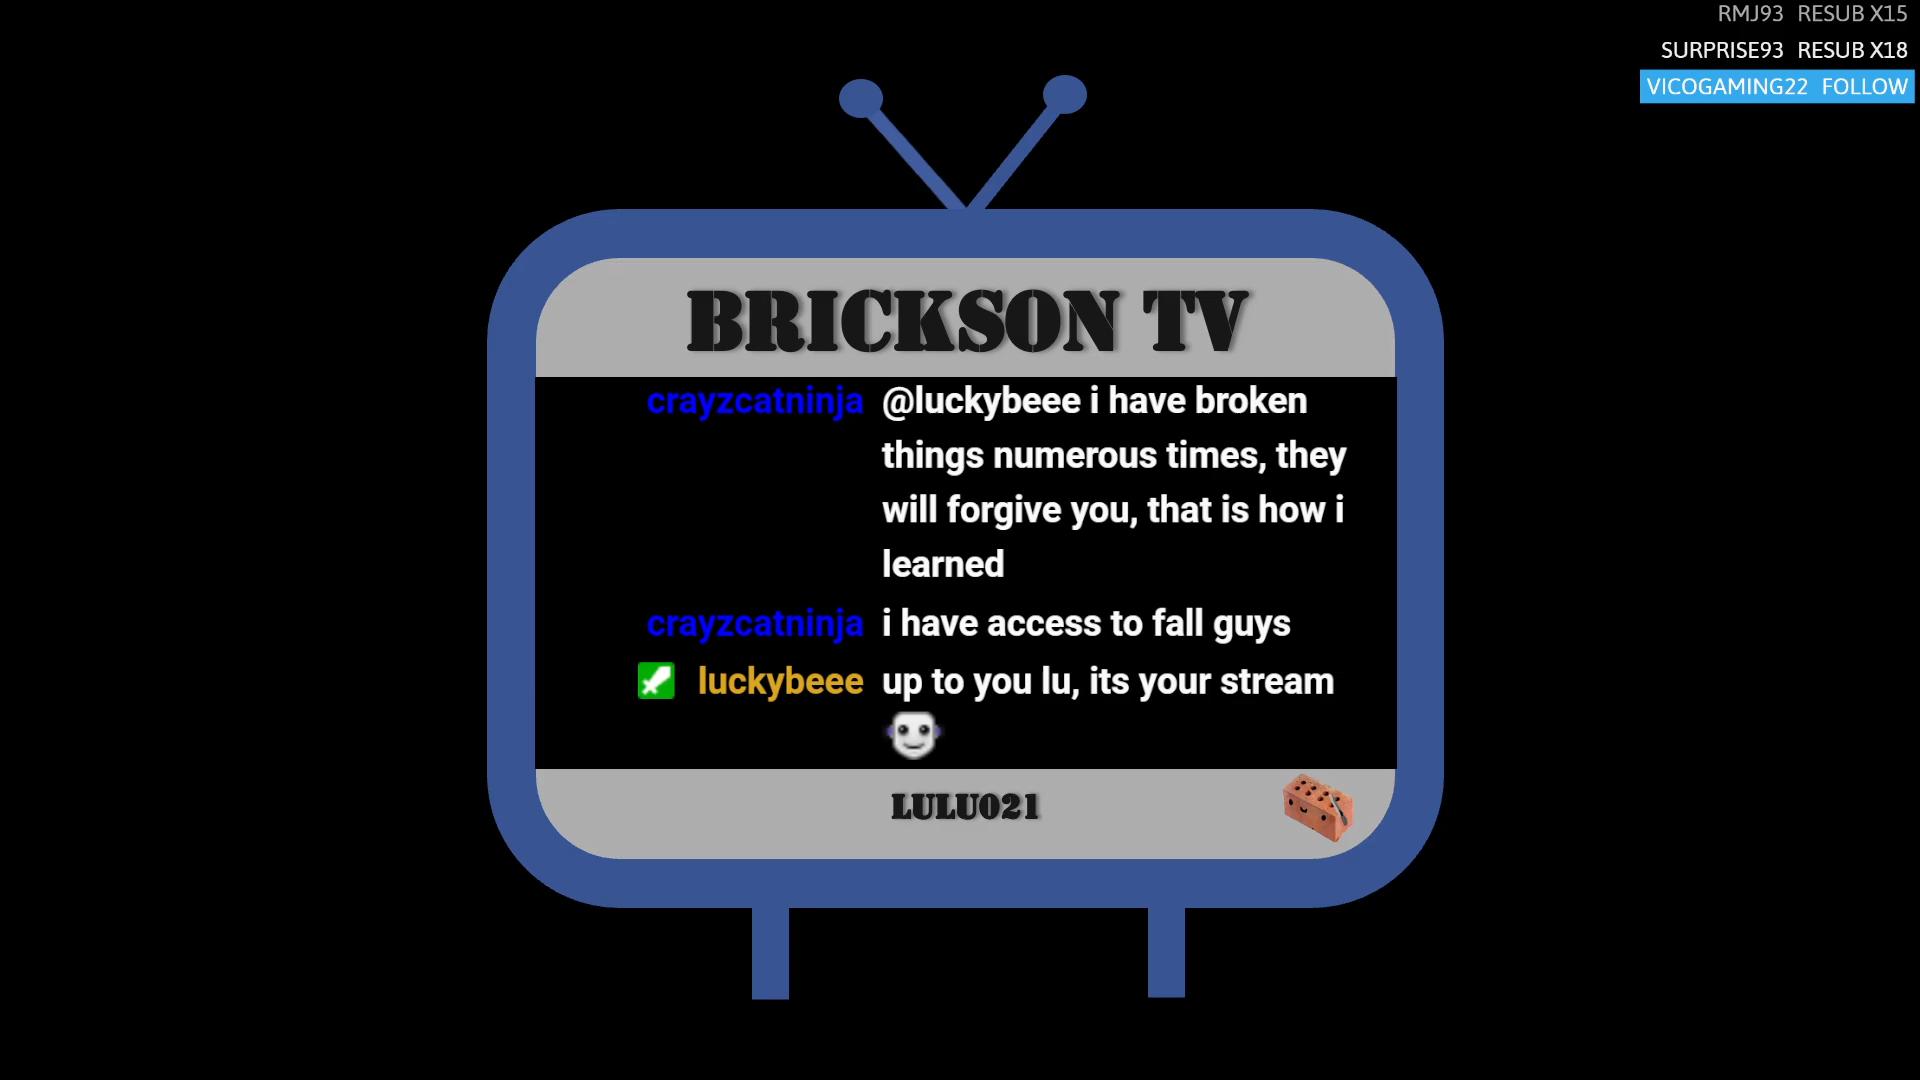 RMJ93 RESUB X15
SURPRISE93 RESUB X18
VICOGAMING22 FOLLOW
BRICKSON TV
crayzcatninja @luckybeee i have broken
things numerous times, they
will forgive you, that is how i
learned
crayzcatninja i have access to fall guys
luckybeee up to you lu, its your stream
LULU021